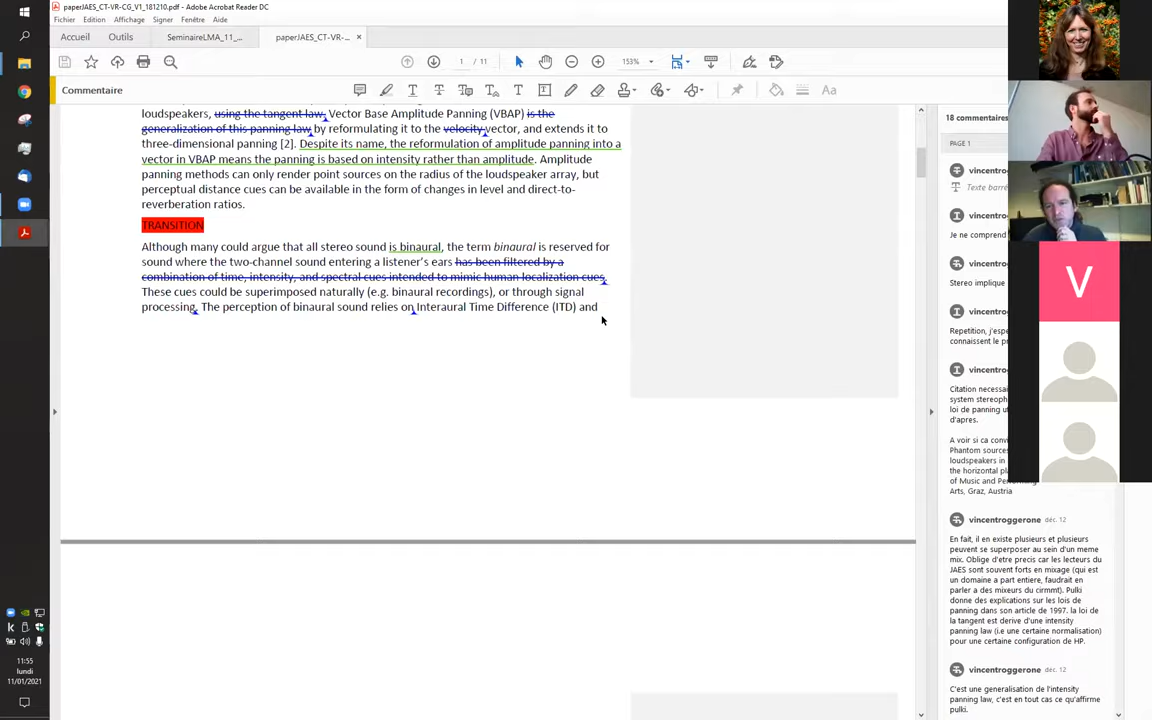 paperJAES_CT-VR-CG_V1_181210.pdf - Adobe Acrobat Reader DC
Fichier Edition Affichage Signer Fenêtre Aide
Accueil Outils SeminaireLMA_11_... paperJAES_CT-VR-... ×
1 / 11 153%
Commentaire
loudspeakers, using the tangent law. Vector Base Amplitude Panning (VBAP) is the
generalization of this panning law by reformulating it to the velocity vector, and extends it to
three-dimensional panning [2]. Despite its name, the reformulation of amplitude panning into a
vector in VBAP means the panning is based on intensity rather than amplitude. Amplitude
panning methods can only render point sources on the radius of the loudspeaker array, but
perceptual distance cues can be available in the form of changes in level and direct-to-
reverberation ratios.
TRANSITION
Although many could argue that all stereo sound is binaural, the term binaural is reserved for
sound where the two-channel sound entering a listener's ears has been filtered by a
combination of time, intensity, and spectral cues intended to mimic human localization cues.
These cues could be superimposed naturally (e.g. binaural recordings), or through signal
processing. The perception of binaural sound relies on Interaural Time Difference (ITD) and
18 commentaires
PAGE 1
vincentroggero
Texte barré
vincentroggero
Je ne comprend
vincentroggero
Stereo implique
vincentroggero
Repetition, j'espe
connaissent le pr
vincentroggero
Citation necessai
system stereoph
loi de panning ut
d'apres.
A voir si ca convi
Phantom sources
loudspeakers in
the horizontal pla
of Music and Performing
Arts, Graz, Austria
vincentroggerone déc. 12
En fait, il en existe plusieurs et plusieurs
peuvent se superposer au sein d'un meme
mix. Oblige d'etre precis car les lecteurs du
JAES sont souvent forts en mixage (qui est
un domaine a part entiere, faudrait en
parler a des mixeurs du cirmmt). Pulki
donne des explications sur les lois de
panning dans son article de 1997. la loi de
la tangent est derive d'une intensity
panning law (i.e une certaine normalisation)
pour une certaine configuration de HP.
vincentroggerone déc. 12
C'est une generalisation de l'intensity
panning law, c'est en tout cas ce qu'affirme
pulki.
V
11:55
lundi
11/01/2021